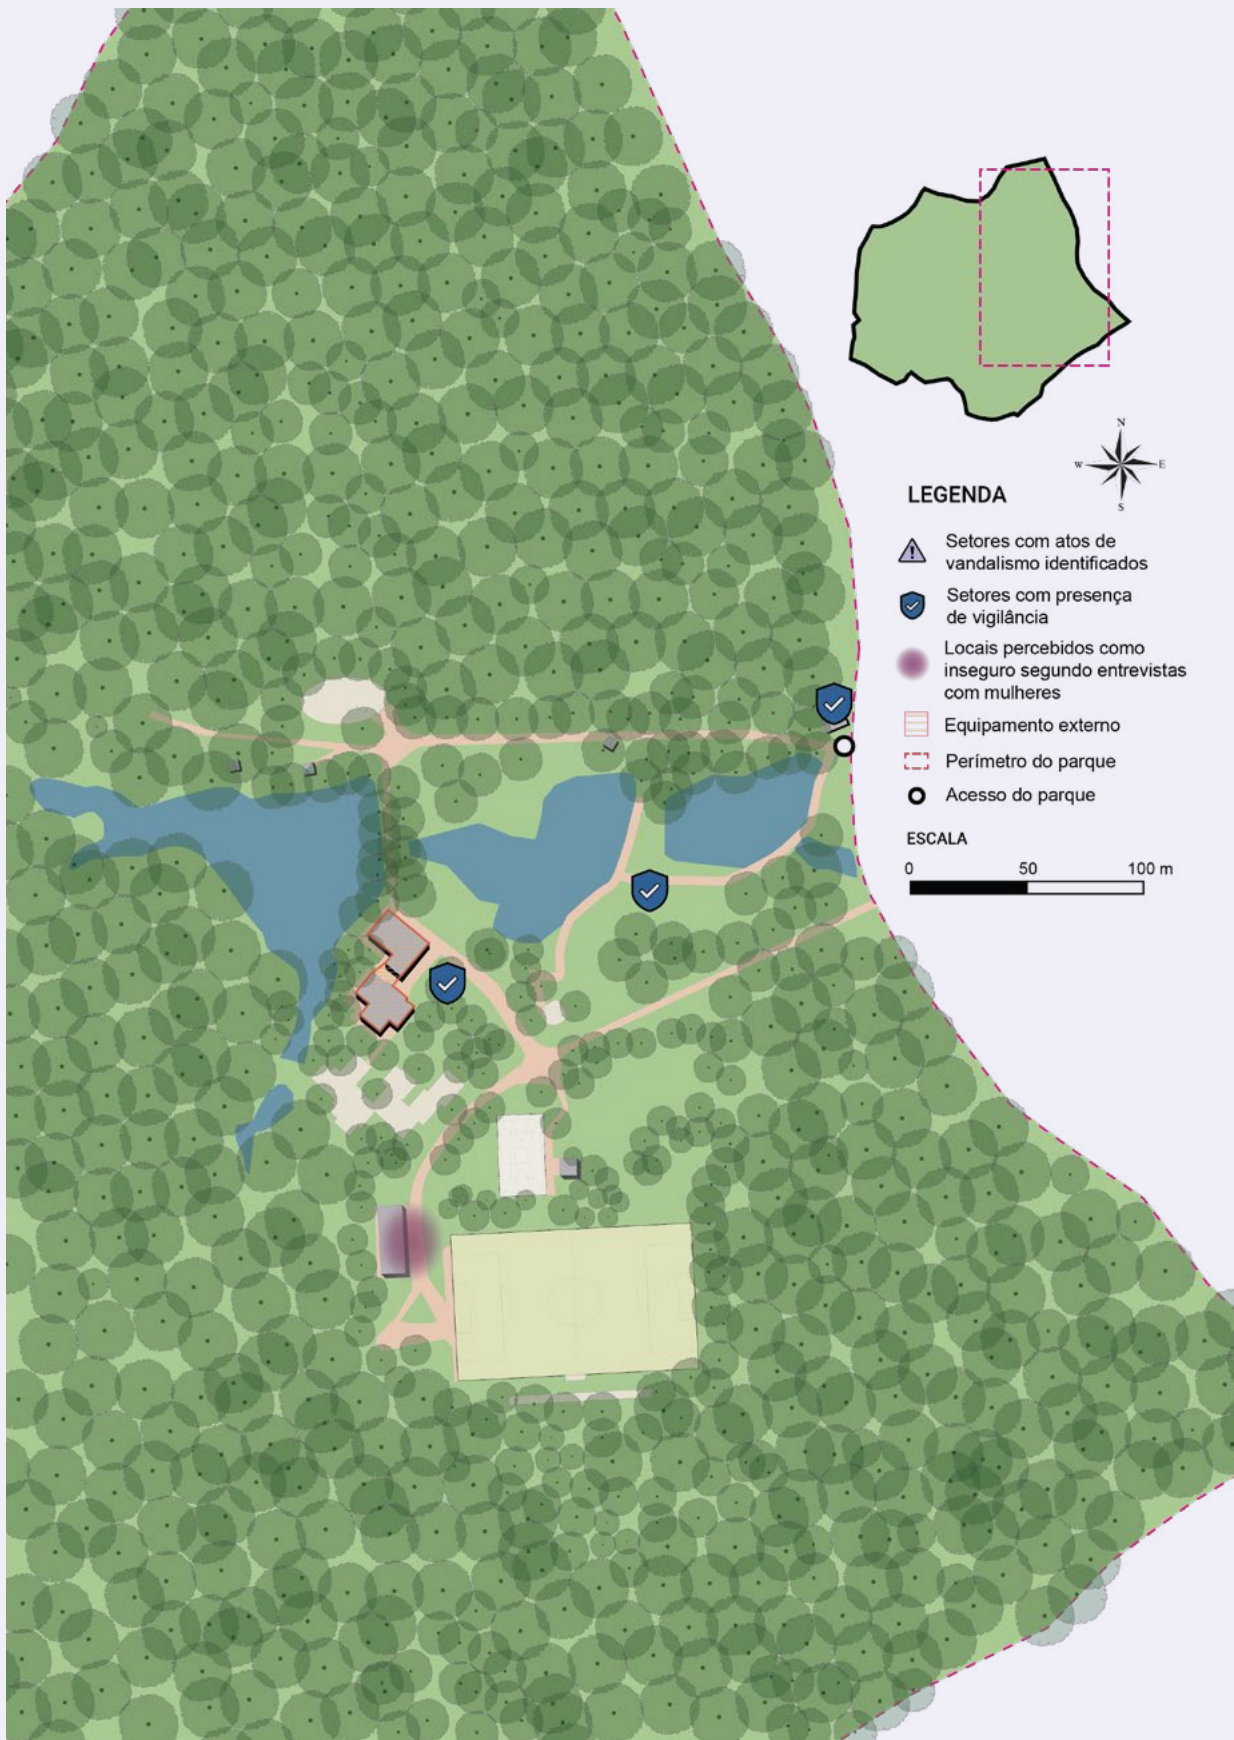 N
W
E
S
LEGENDA
Setores com atos de
vandalismo identificados
Setores com presença
de vigilância
Locais percebidos como
inseguro segundo entrevistas
com mulheres
Equipamento externo
Perímetro do parque
Acesso do parque
ESCALA
0 50 100 m